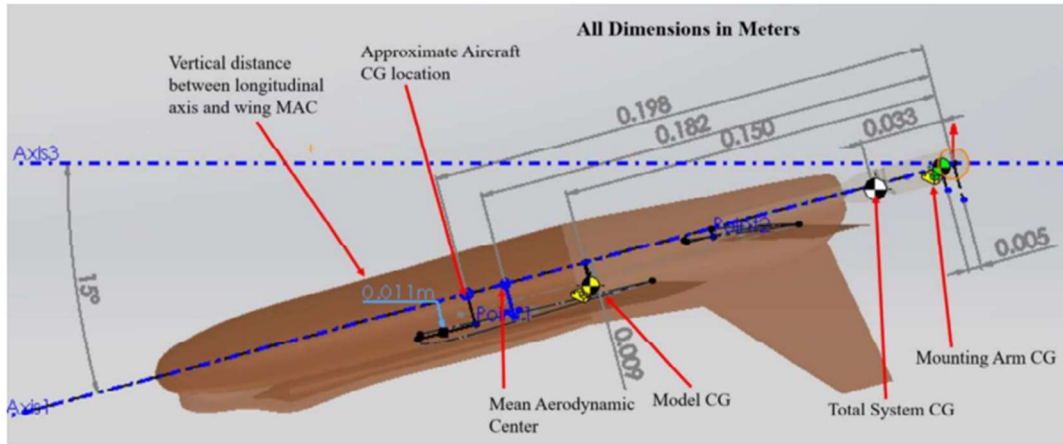 All Dimensions in Meters
Approximate Aircraft
CG location
Vertical distance
between longitudinal
axis and wing MAC
0.198
0.182
0.150
0.033
Axis3
15°
0.011m
Point1
Point2
0.005
0.009
Axis1
Mean Aerodynamic
Center
Model CG
Mounting Arm CG
Total System CG